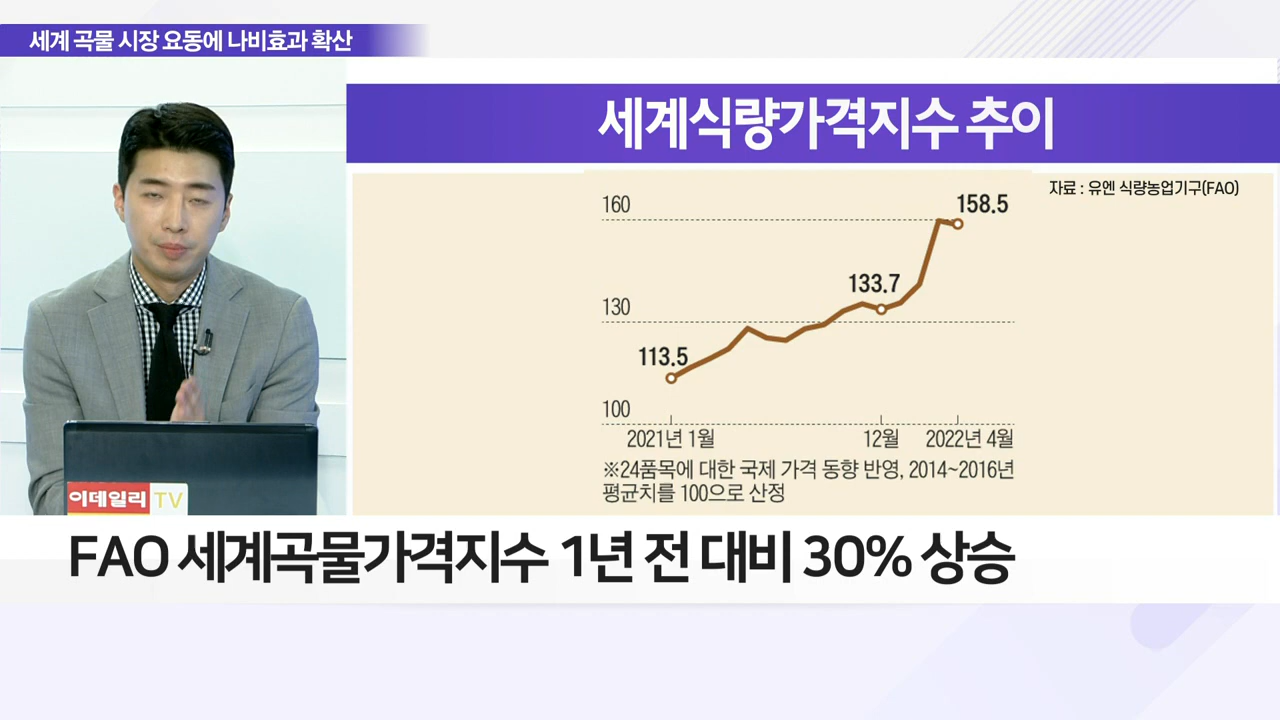 세계 곡물 시장 요동에 나비효과 확산
세계식량가격지수 추이
자료 : 유엔 식량농업기구(FAO)
160
158.5
133.7
130
113.5
100
2021년 1월
12월
2022년 4월
※24품목에 대한 국제 가격 동향 반영, 2014~2016년
평균치를 100으로 산정
이데일리 TV
FAO 세계곡물가격지수 1년 전 대비 30% 상승